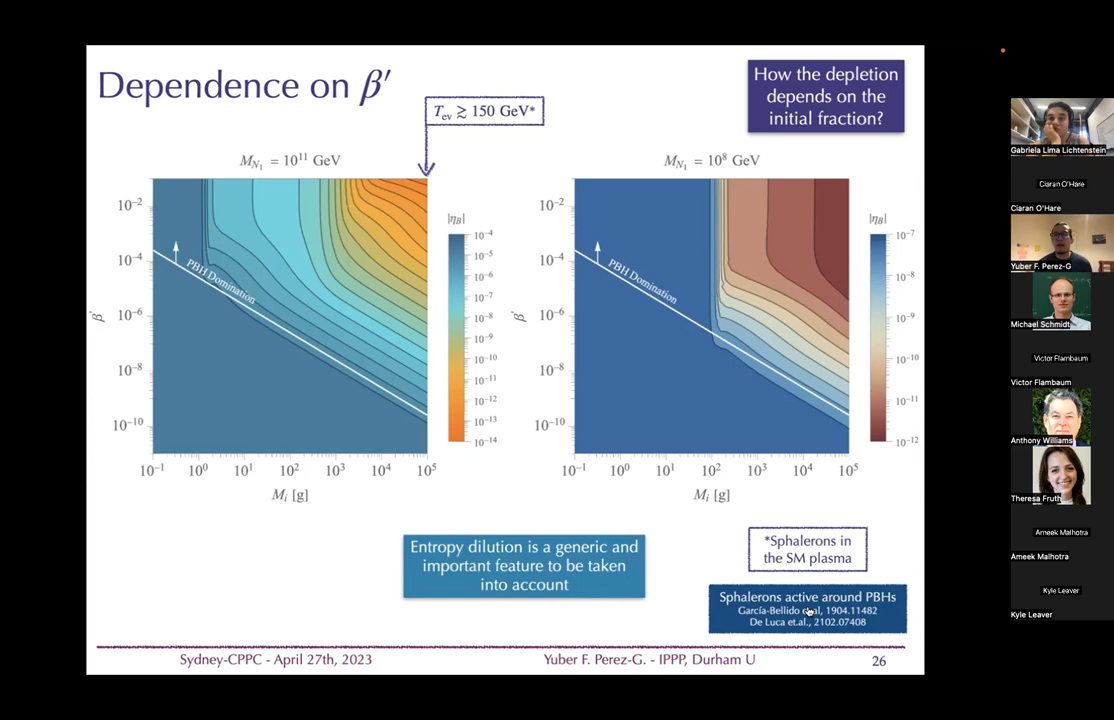 Dependence on β′
T_ev ≳ 150 GeV*
How the depletion
depends on the
initial fraction?
M_N₁ = 10¹¹ GeV
10⁻²
10⁻⁴
10⁻⁶
10⁻⁸
10⁻¹⁰
β′
PBH Domination
10⁻¹ 10⁰ 10¹ 10² 10³ 10⁴ 10⁵
M_i [g]
|η_B|
10⁻⁴
10⁻⁵
10⁻⁶
10⁻⁷
10⁻⁸
10⁻⁹
10⁻¹⁰
10⁻¹¹
10⁻¹²
10⁻¹³
10⁻¹⁴
M_N₁ = 10⁸ GeV
10⁻²
10⁻⁴
10⁻⁶
10⁻⁸
10⁻¹⁰
β′
PBH Domination
10⁻¹ 10⁰ 10¹ 10² 10³ 10⁴ 10⁵
M_i [g]
|η_B|
10⁻⁷
10⁻⁸
10⁻⁹
10⁻¹⁰
10⁻¹¹
10⁻¹²
Entropy dilution is a generic and
important feature to be taken
into account
*Sphalerons in
the SM plasma
Sphalerons active around PBHs
García-Bellido et.al, 1904.11482
De Luca et.al., 2102.07408
Sydney-CPPC - April 27th, 2023
Yuber F. Perez-G. - IPPP, Durham U
26
Gabriela Lima Lichtenstein
Ciaran O'Hare
Ciaran O'Hare
Yuber F. Perez-G
Michael Schmidt
Victor Flambaum
Victor Flambaum
Anthony Williams
Theresa Fruth
Ameek Malhotra
Ameek Malhotra
Kyle Leaver
Kyle Leaver